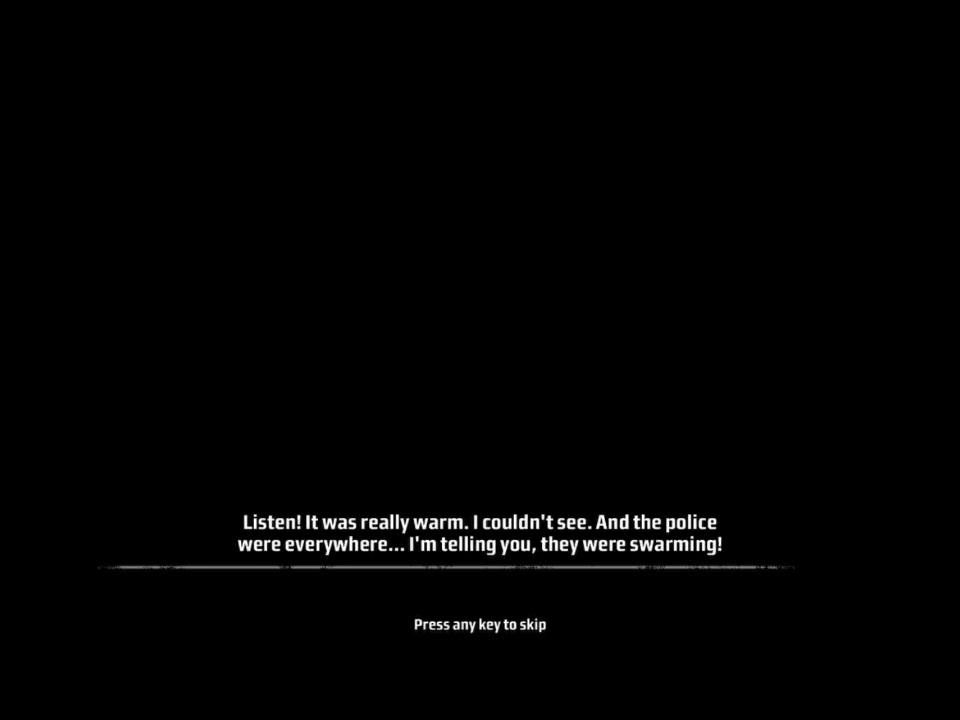 Listen! It was really warm. I couldn't see. And the police
were everywhere... I'm telling you, they were swarming!
Press any key to skip